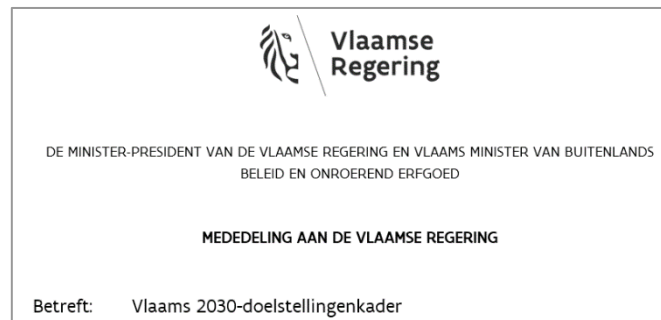 Vlaamse
Regering
DE MINISTER-PRESIDENT VAN DE VLAAMSE REGERING EN VLAAMS MINISTER VAN BUITENLANDS
BELEID EN ONROEREND ERFGOED
MEDEDELING AAN DE VLAAMSE REGERING
Betreft: Vlaams 2030-doelstellingenkader